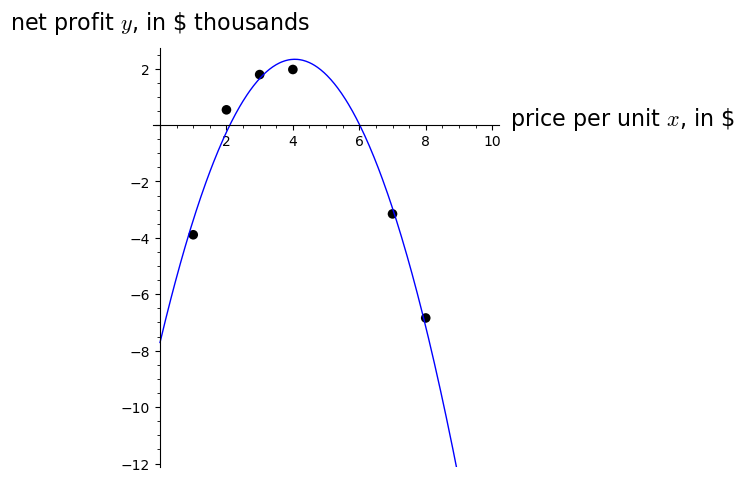 net profit y, in $ thousands
2
price per unit x, in $
2 4 6 8 10
−2
−4
−6
−8
−10
−12